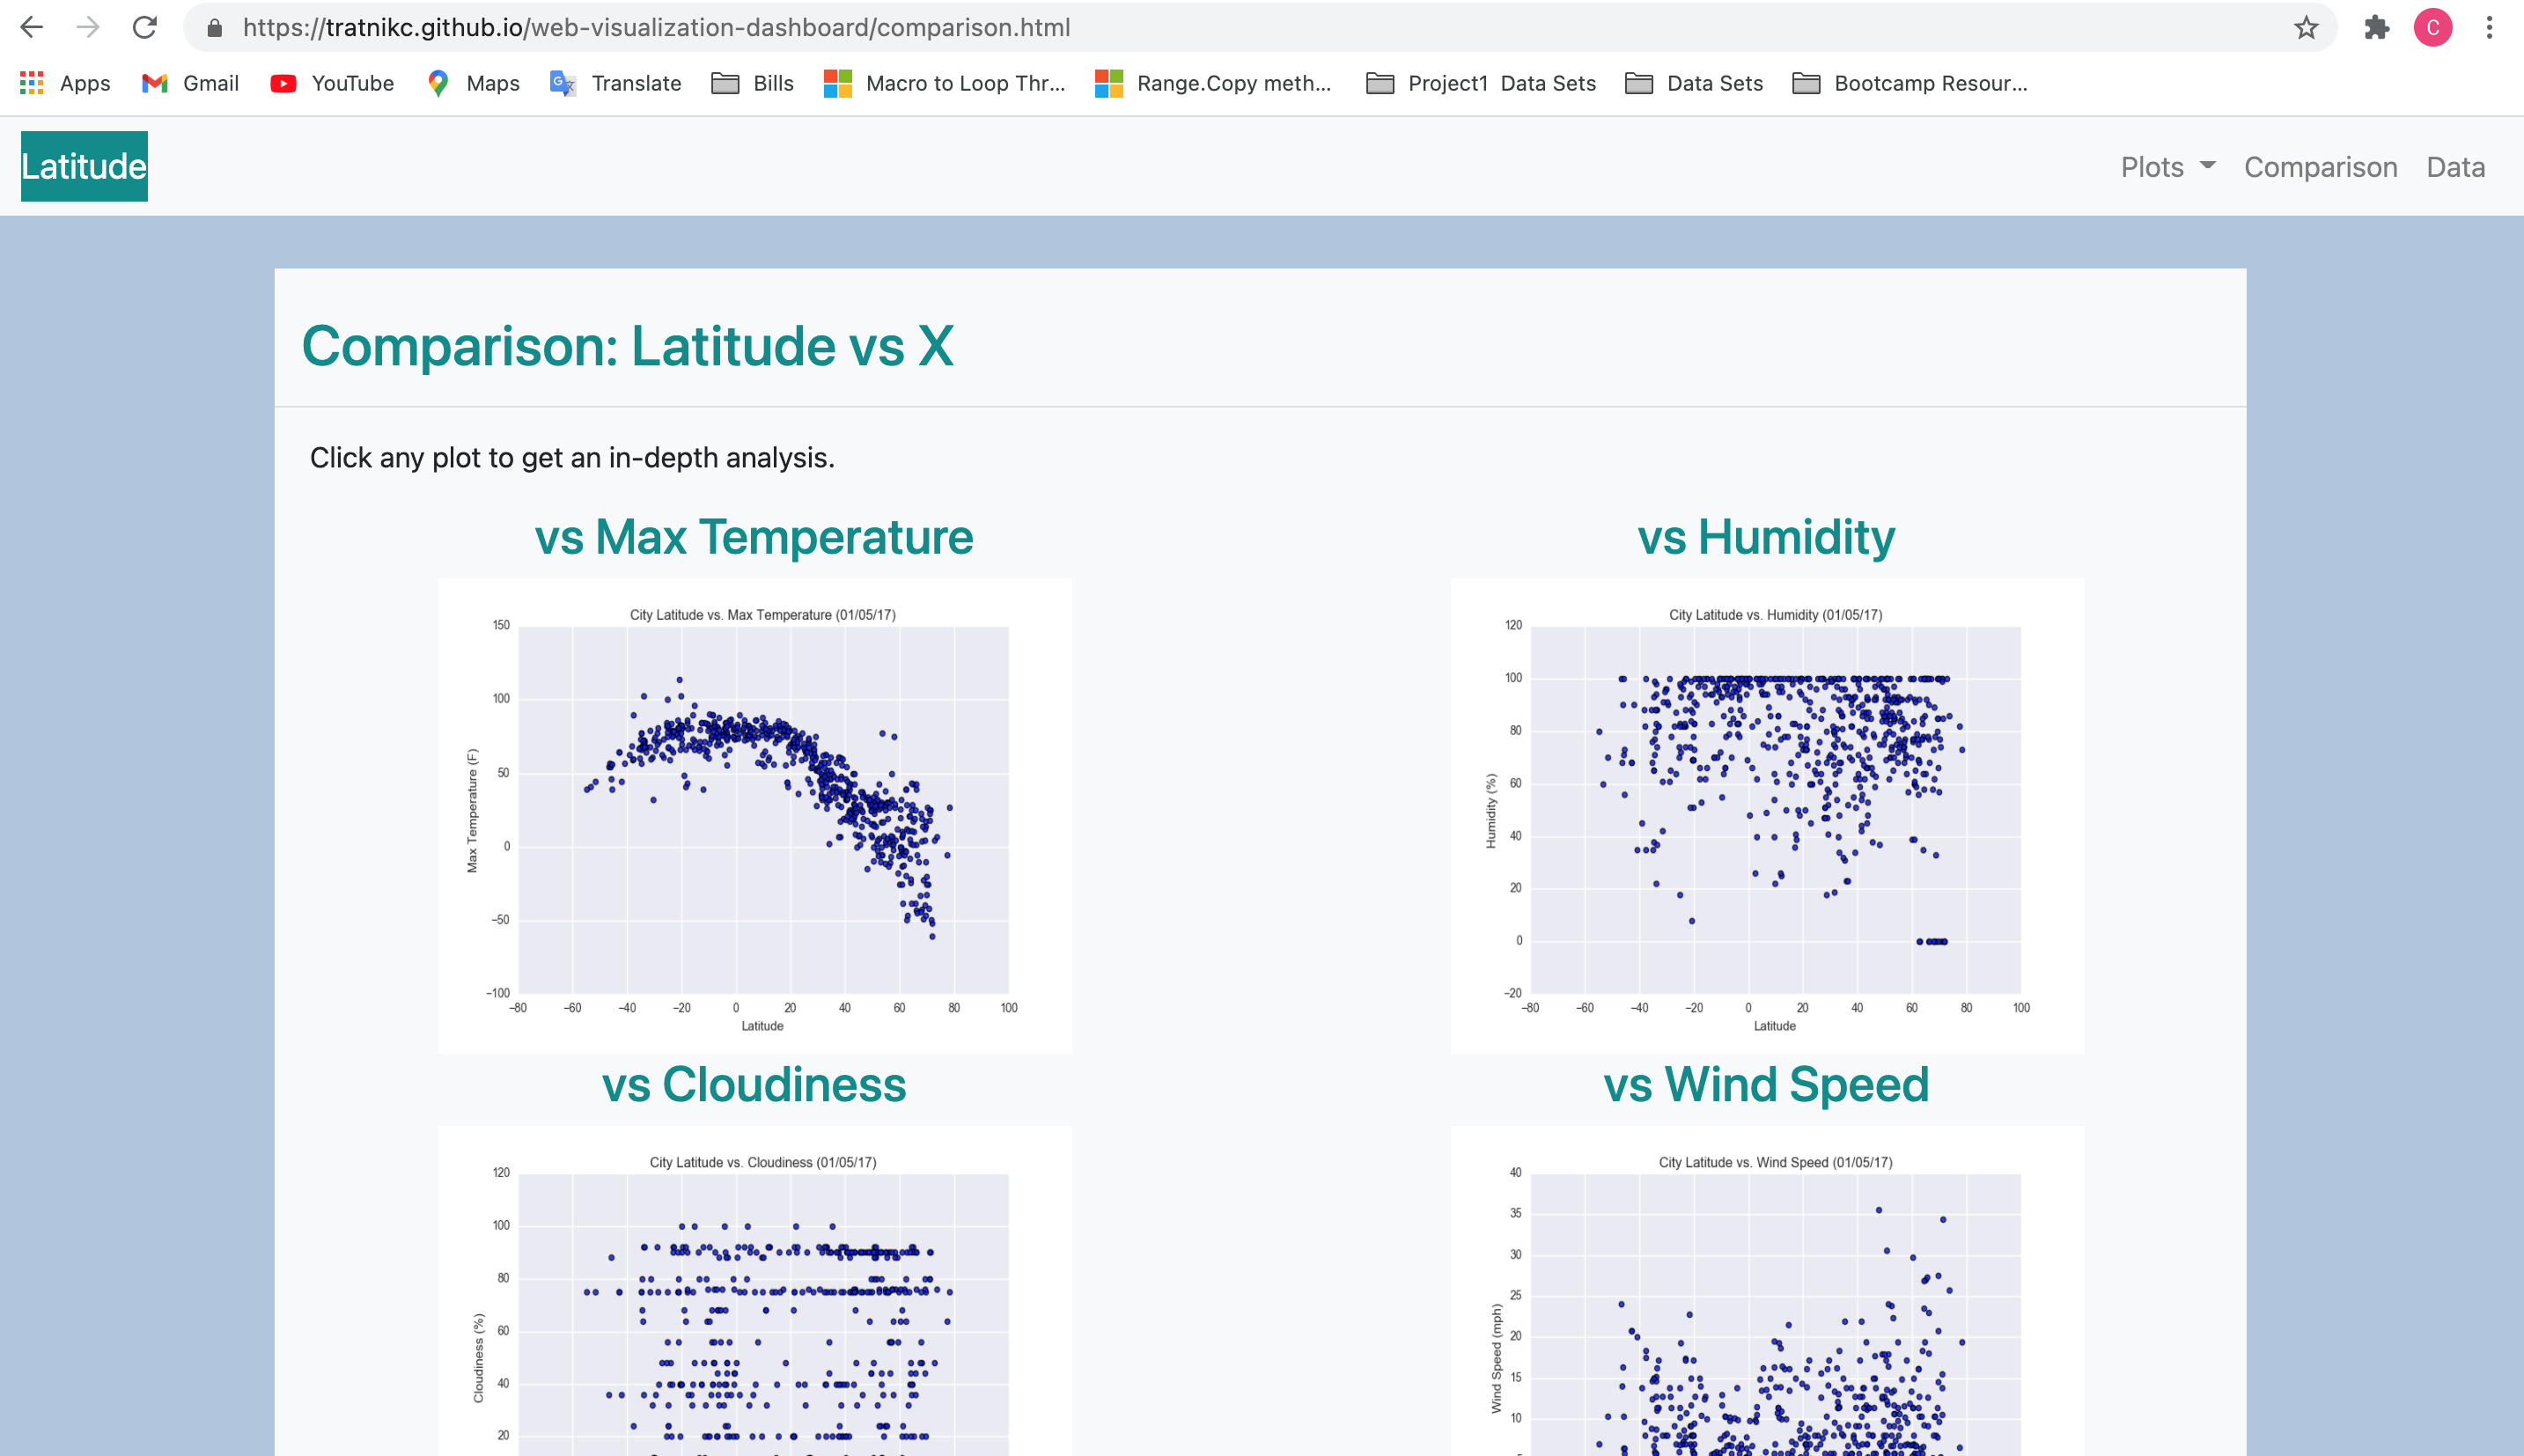 https://tratnikc.github.io/web-visualization-dashboard/comparison.html
C
Apps Gmail YouTube Maps Translate Bills Macro to Loop Thr... Range.Copy meth... Project1 Data Sets Data Sets Bootcamp Resour...
Latitude Plots Comparison Data
Comparison: Latitude vs X
Click any plot to get an in-depth analysis.
vs Max Temperature
City Latitude vs. Max Temperature (01/05/17)
150
100
50
0
−50
−100
Max Temperature (F)
−80 −60 −40 −20 0 20 40 60 80 100
Latitude
vs Humidity
City Latitude vs. Humidity (01/05/17)
120
100
80
60
40
20
0
−20
Humidity (%)
−80 −60 −40 −20 0 20 40 60 80 100
Latitude
vs Cloudiness
City Latitude vs. Cloudiness (01/05/17)
120
100
80
60
40
20
Cloudiness (%)
vs Wind Speed
City Latitude vs. Wind Speed (01/05/17)
40
35
30
25
20
15
10
Wind Speed (mph)